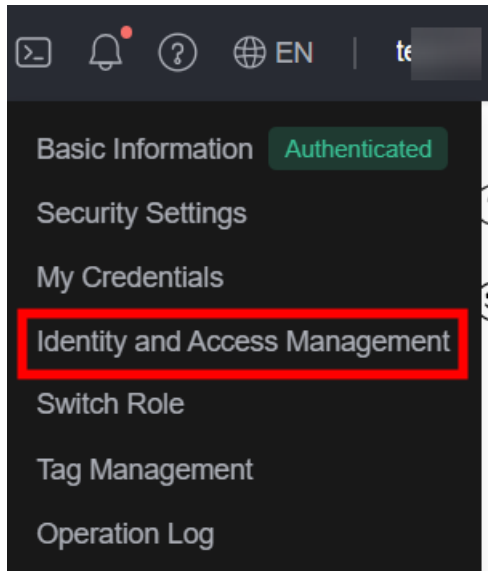 EN
Basic Information Authenticated
Security Settings
My Credentials
Identity and Access Management
Switch Role
Tag Management
Operation Log